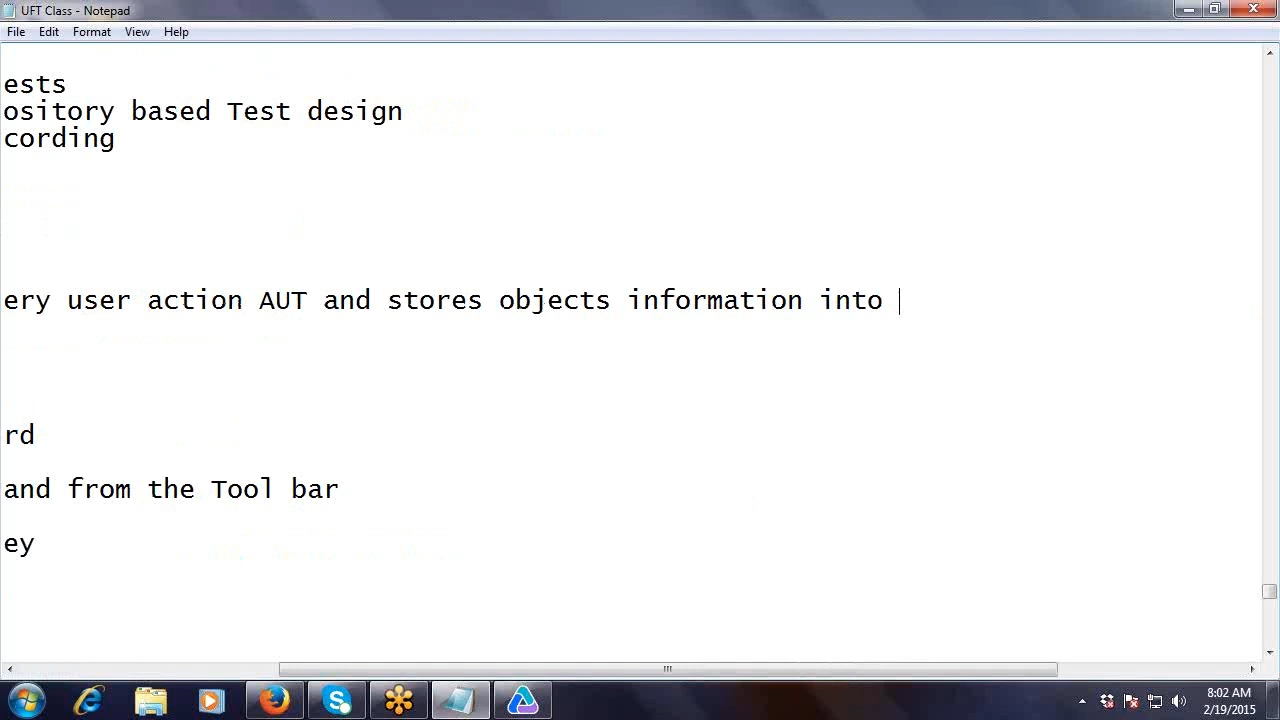 UFT Class - Notepad
File Edit Format View Help
ests
ository based Test design
cording
ery user action AUT and stores objects information into
rd
and from the Tool bar
ey
8:02 AM
2/19/2015